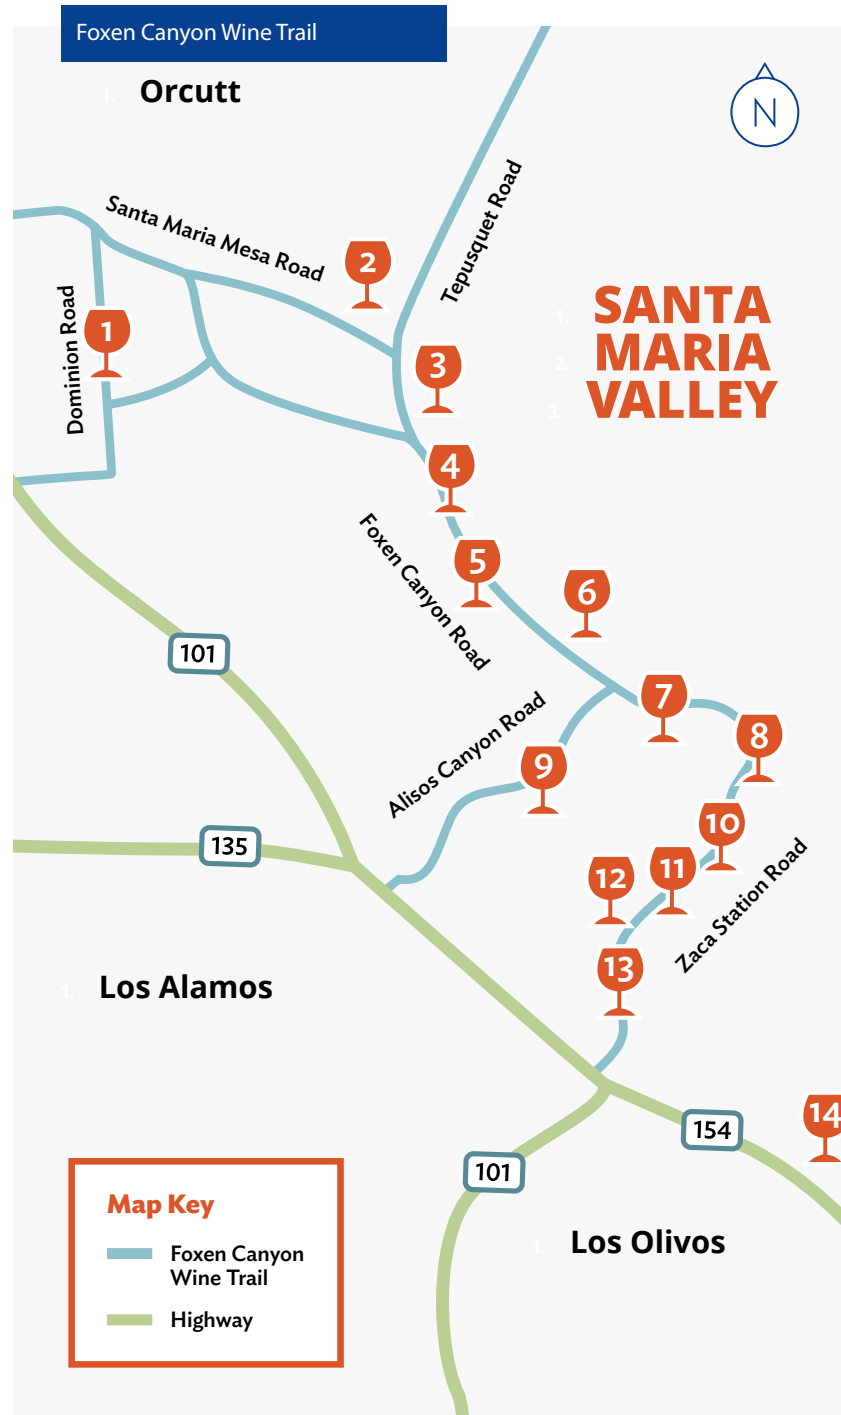 Foxen Canyon Wine Trail
1. Orcutt
N
Santa Maria Mesa Road
Tepusquet Road
2
Dominion Road
1
1. SANTA
2. MARIA
3. VALLEY
3
4
Foxen Canyon Road
5
6
101
7
Alisos Canyon Road
8
9
10
135
11
12
Zaca Station Road
13
1. Los Alamos
14
154
101
Map Key
Foxen Canyon
Wine Trail
Highway
1. Los Olivos